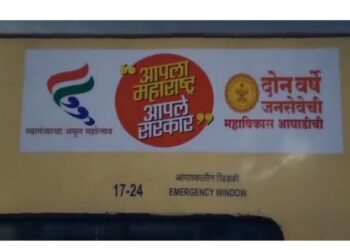 स्वातंत्र्याचा अमृत महोत्सव
“आपला
महाराष्ट्र
आपले
सरकार”
दोन वर्षे
जनसेवेची
महाविकास आघाडीची
आपातकालीन खिडकी
17-24
EMERGENCY WINDOW